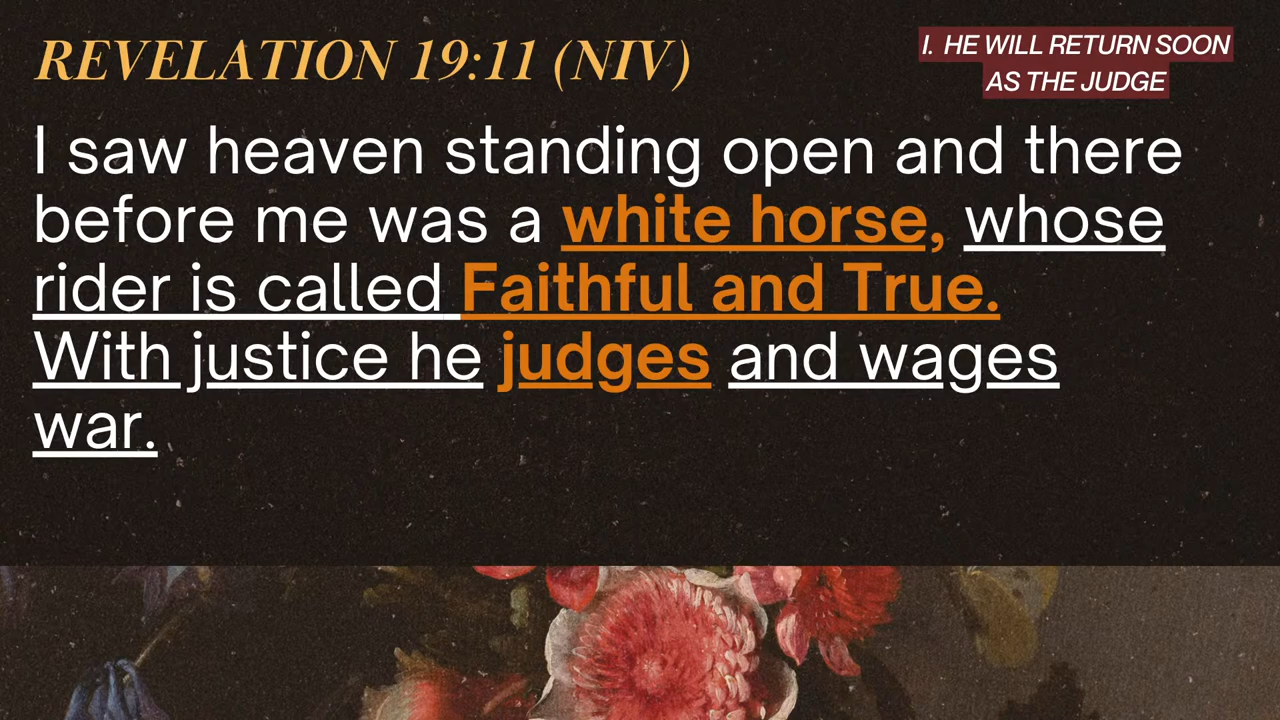 REVELATION 19:11 (NIV)
I. HE WILL RETURN SOON
AS THE JUDGE
I saw heaven standing open and there
before me was a white horse, whose
rider is called Faithful and True.
With justice he judges and wages
war.